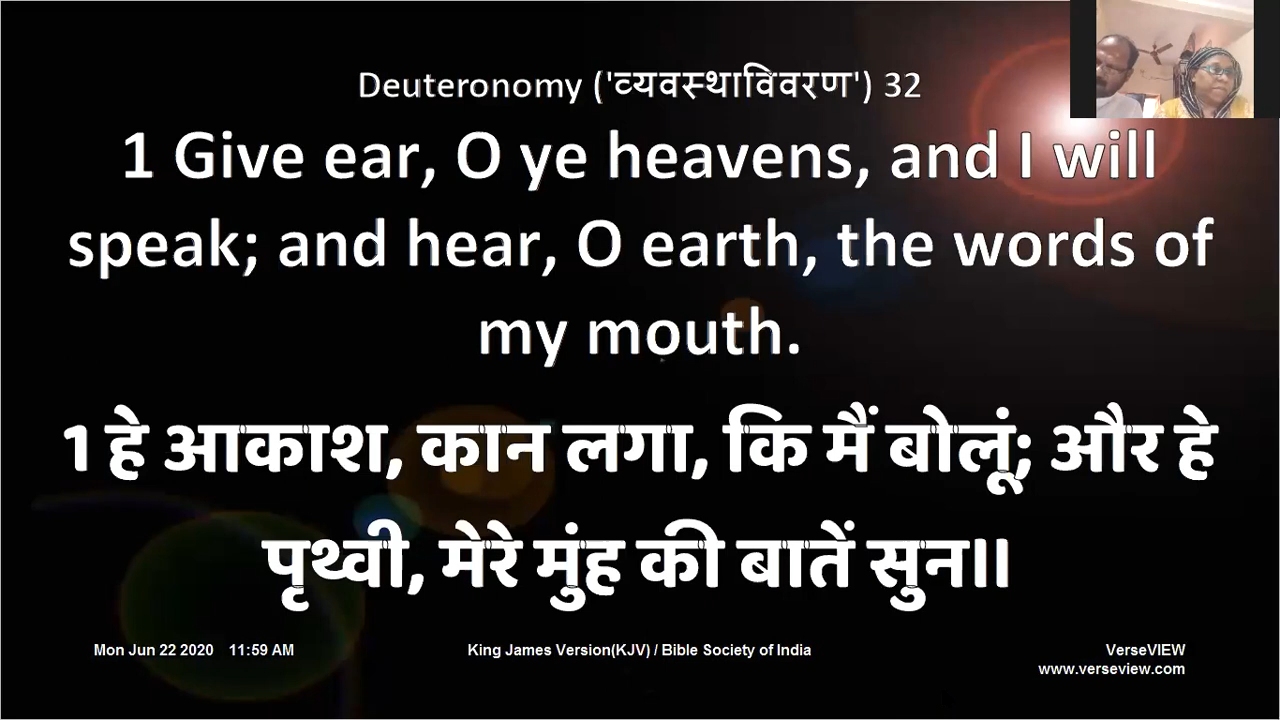 Deuteronomy ('व्यवस्थाविवरण') 32
1 Give ear, O ye heavens, and I will
speak; and hear, O earth, the words of
my mouth.
1 हे आकाश, कान लगा, कि मैं बोलूं; और हे
पृथ्वी, मेरे मुंह की बातें सुन॥
Mon Jun 22 2020 11:59 AM
King James Version(KJV) / Bible Society of India
VerseVIEW
www.verseview.com